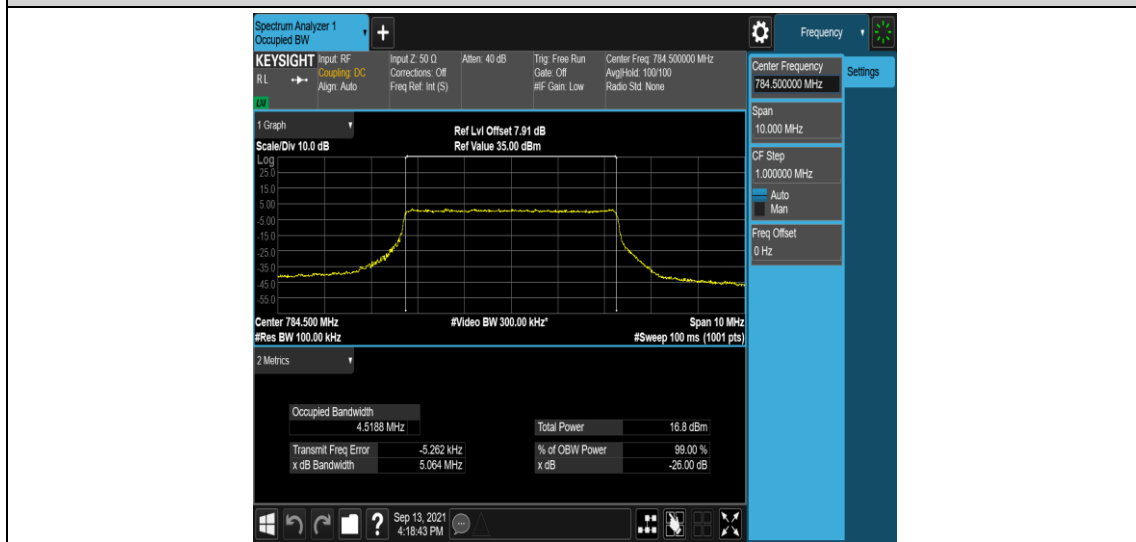 Spectrum Analyzer 1
Occupied BW
+
Frequency
KEYSIGHT
RL
LXI
Input: RF
Coupling: DC
Align: Auto
Input Z: 50 Ω
Corrections: Off
Freq Ref: Int (S)
Atten: 40 dB
Trig: Free Run
Gate: Off
#IF Gain: Low
Center Freq: 784.500000 MHz
Avg|Hold: 100/100
Radio Std: None
Center Frequency
784.500000 MHz
Settings
Span
10.000 MHz
CF Step
1.000000 MHz
Auto
Man
Freq Offset
0 Hz
1 Graph
Scale/Div 10.0 dB
Ref Lvl Offset 7.91 dB
Ref Value 35.00 dBm
Log
25.0
15.0
5.00
-5.00
-15.0
-25.0
-35.0
-45.0
-55.0
Center 784.500 MHz
#Video BW 300.00 kHz*
Span 10 MHz
#Res BW 100.00 kHz
#Sweep 100 ms (1001 pts)
2 Metrics
Occupied Bandwidth
4.5188 MHz
Total Power 16.8 dBm
Transmit Freq Error -5.262 kHz
% of OBW Power 99.00 %
x dB Bandwidth 5.064 MHz
x dB -26.00 dB
?
Sep 13, 2021
4:18:43 PM